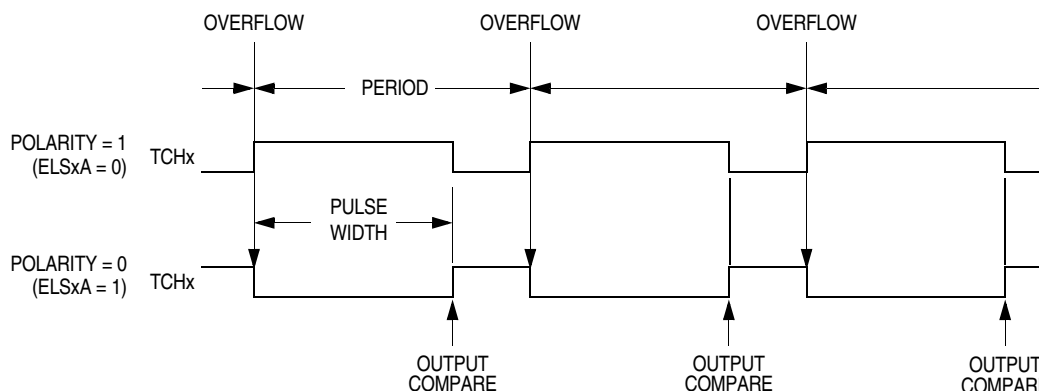 OVERFLOW OVERFLOW OVERFLOW
PERIOD
POLARITY = 1
(ELSxA = 0)
TCHx
PULSE
WIDTH
POLARITY = 0
(ELSxA = 1)
TCHx
OUTPUT
COMPARE
OUTPUT
COMPARE
OUTPUT
COMPARE